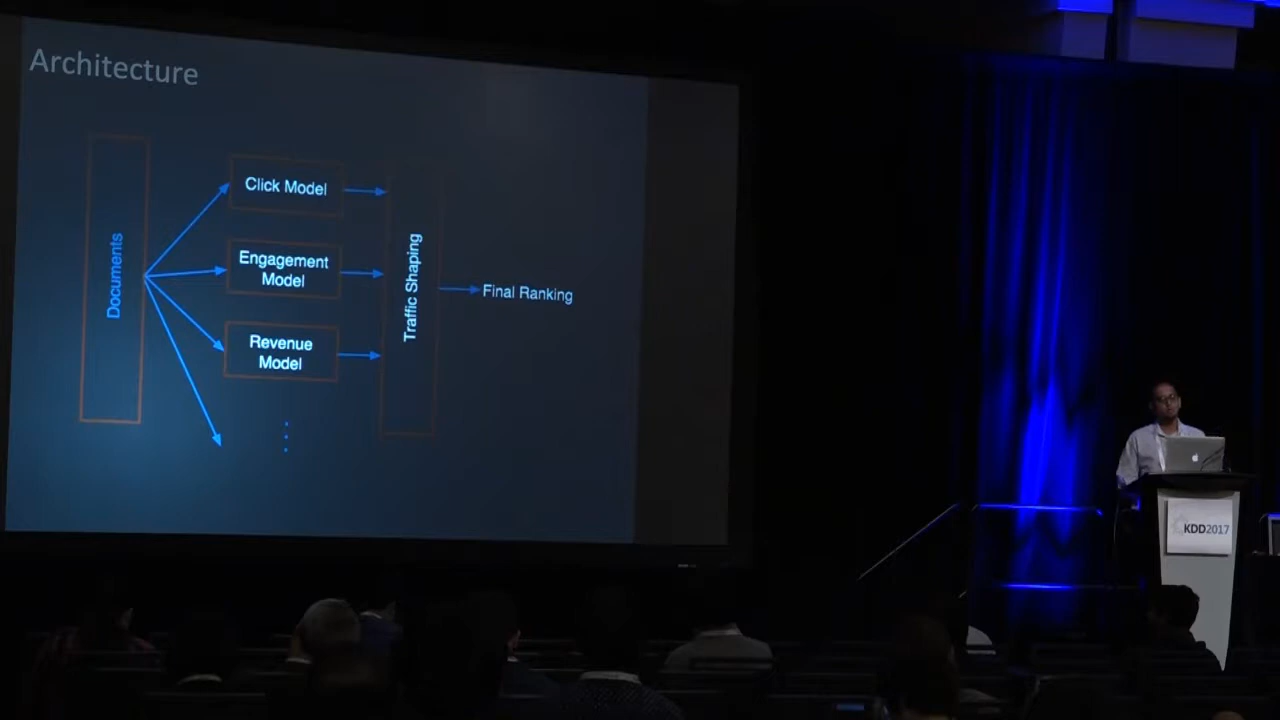 Architecture
Documents
Click Model
Engagement
Model
Revenue
Model
Traffic Shaping
Final Ranking
KDD2017